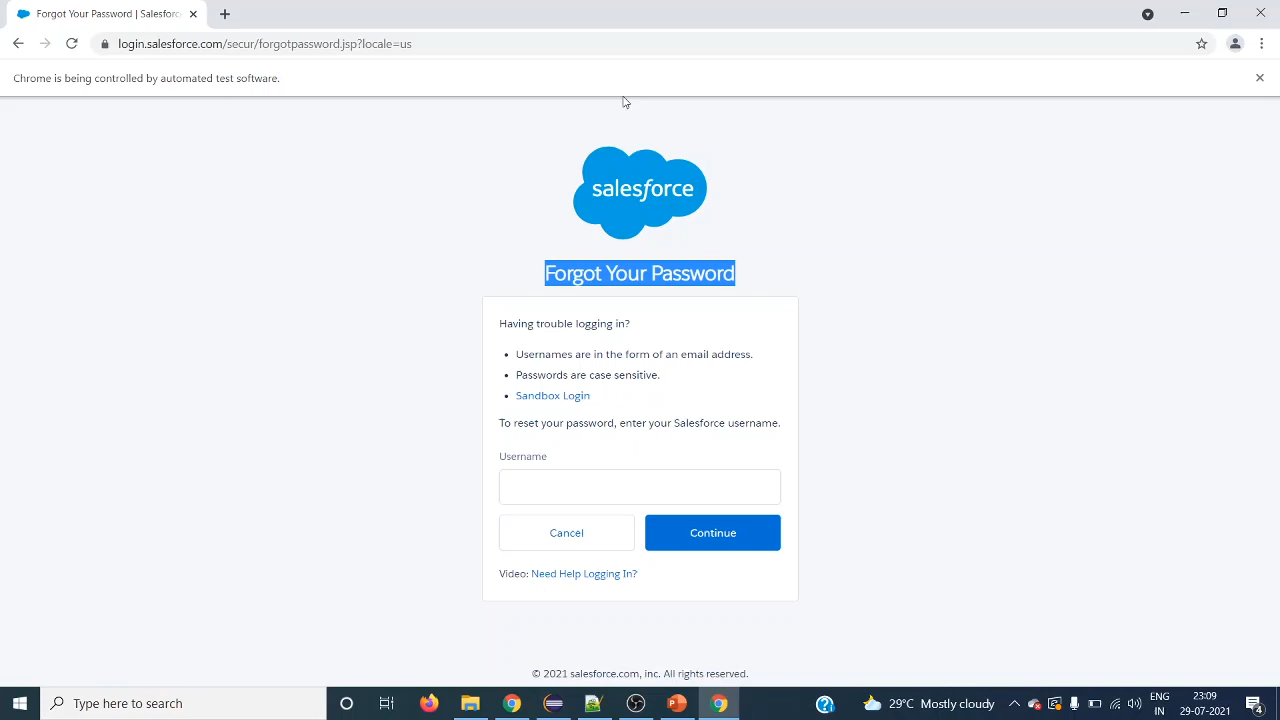 Forgot Your Password | Salesforc
login.salesforce.com/secur/forgotpassword.jsp?locale=us
Chrome is being controlled by automated test software.
salesforce
Forgot Your Password
Having trouble logging in?
• Usernames are in the form of an email address.
• Passwords are case sensitive.
• Sandbox Login
To reset your password, enter your Salesforce username.
Username
Cancel Continue
Video: Need Help Logging In?
© 2021 salesforce.com, inc. All rights reserved.
Type here to search
29°C Mostly cloudy
ENG
IN
23:09
29-07-2021
4